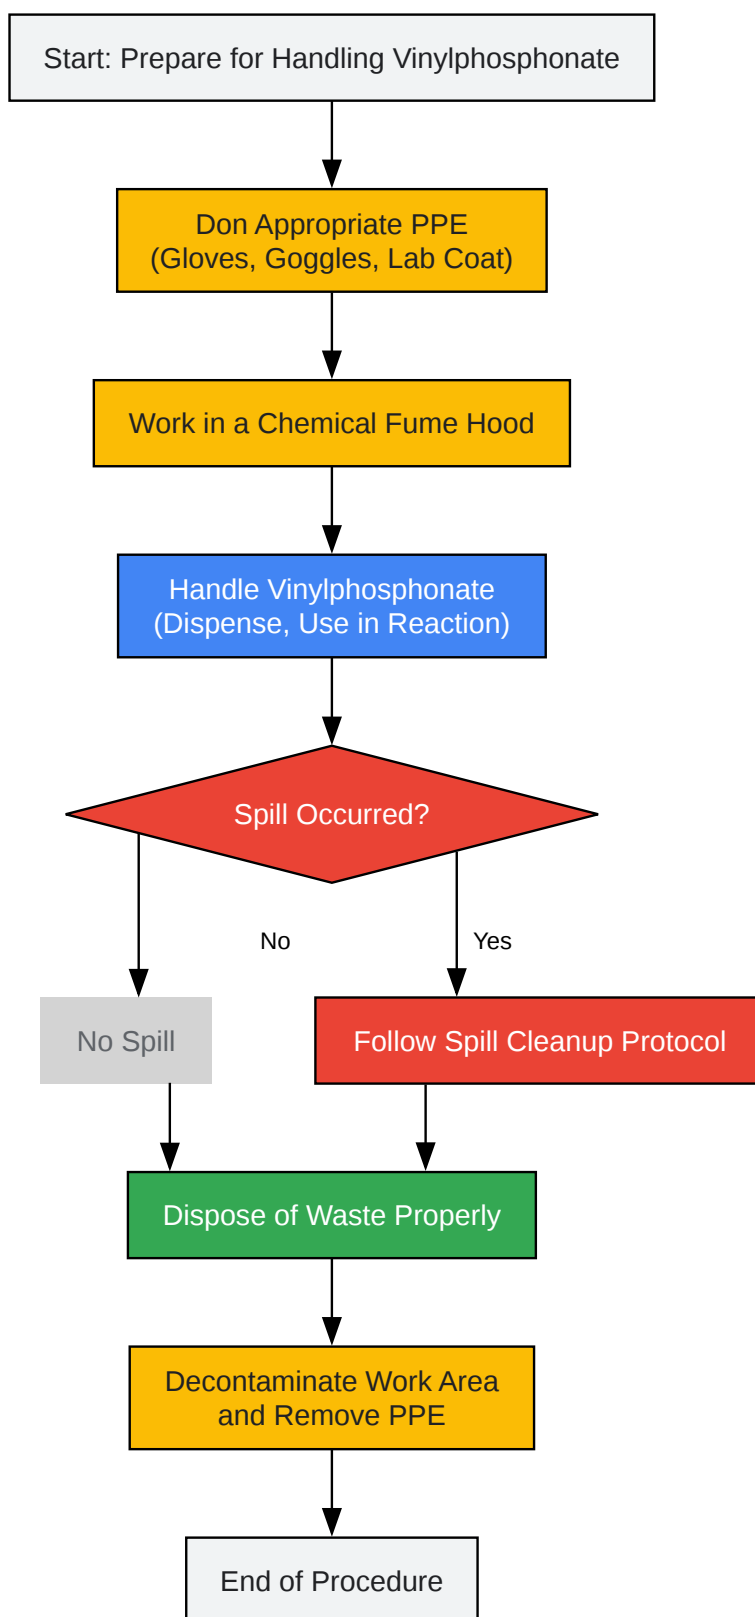 Start: Prepare for Handling Vinylphosphonate
Don Appropriate PPE
(Gloves, Goggles, Lab Coat)
Work in a Chemical Fume Hood
Handle Vinylphosphonate
(Dispense, Use in Reaction)
Spill Occurred?
No
Yes
No Spill
Follow Spill Cleanup Protocol
Dispose of Waste Properly
Decontaminate Work Area
and Remove PPE
End of Procedure